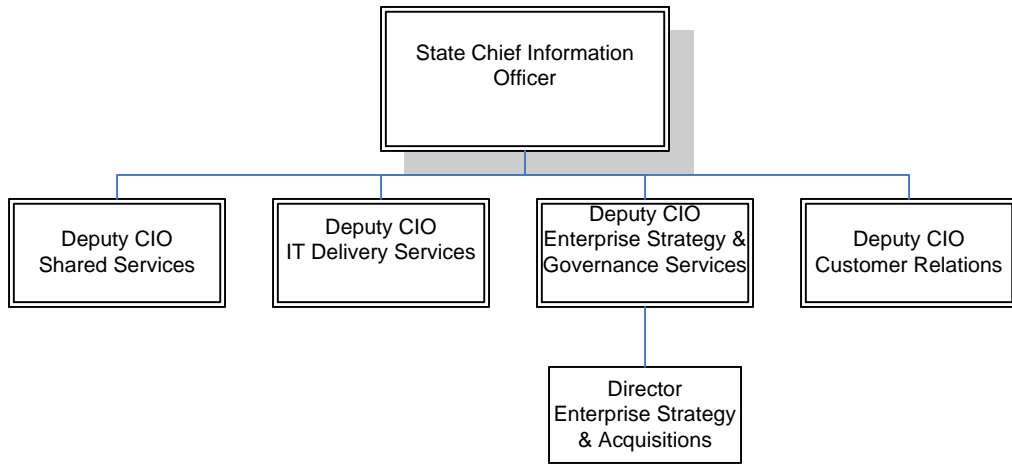 State Chief Information
Officer
Deputy CIO
Shared Services
Deputy CIO
IT Delivery Services
Deputy CIO
Enterprise Strategy &
Governance Services
Deputy CIO
Customer Relations
Director
Enterprise Strategy
& Acquisitions